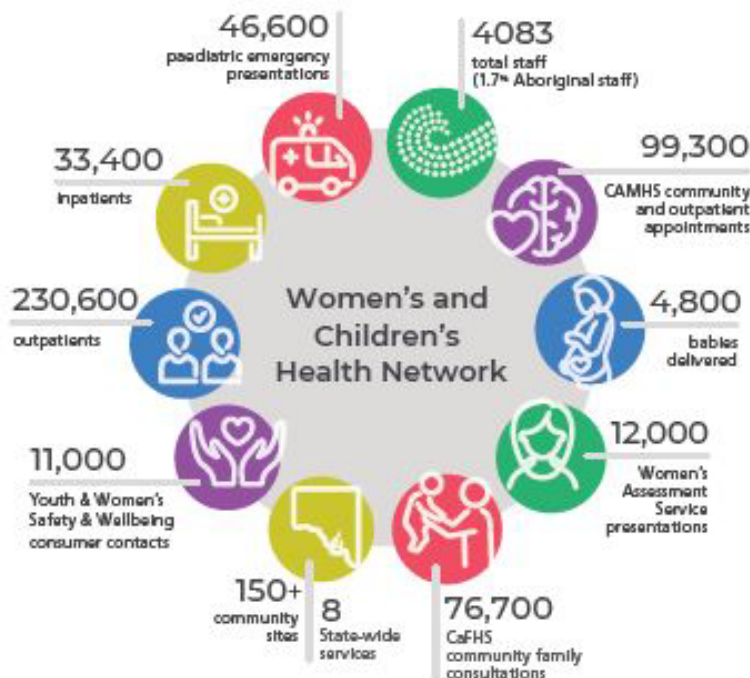 46,600
paediatric emergency
presentations
4083
total staff
(1.7% Aboriginal staff)
33,400
inpatients
99,300
CAMHS community
and outpatient
appointments
230,600
outpatients
Women's and
Children's
Health Network
4,800
babies
delivered
11,000
Youth & Women's
Safety & Wellbeing
consumer contacts
12,000
Women's
Assessment
Service
presentations
150+
community
sites
8
State-wide
services
76,700
CaFHS
community family
consultations